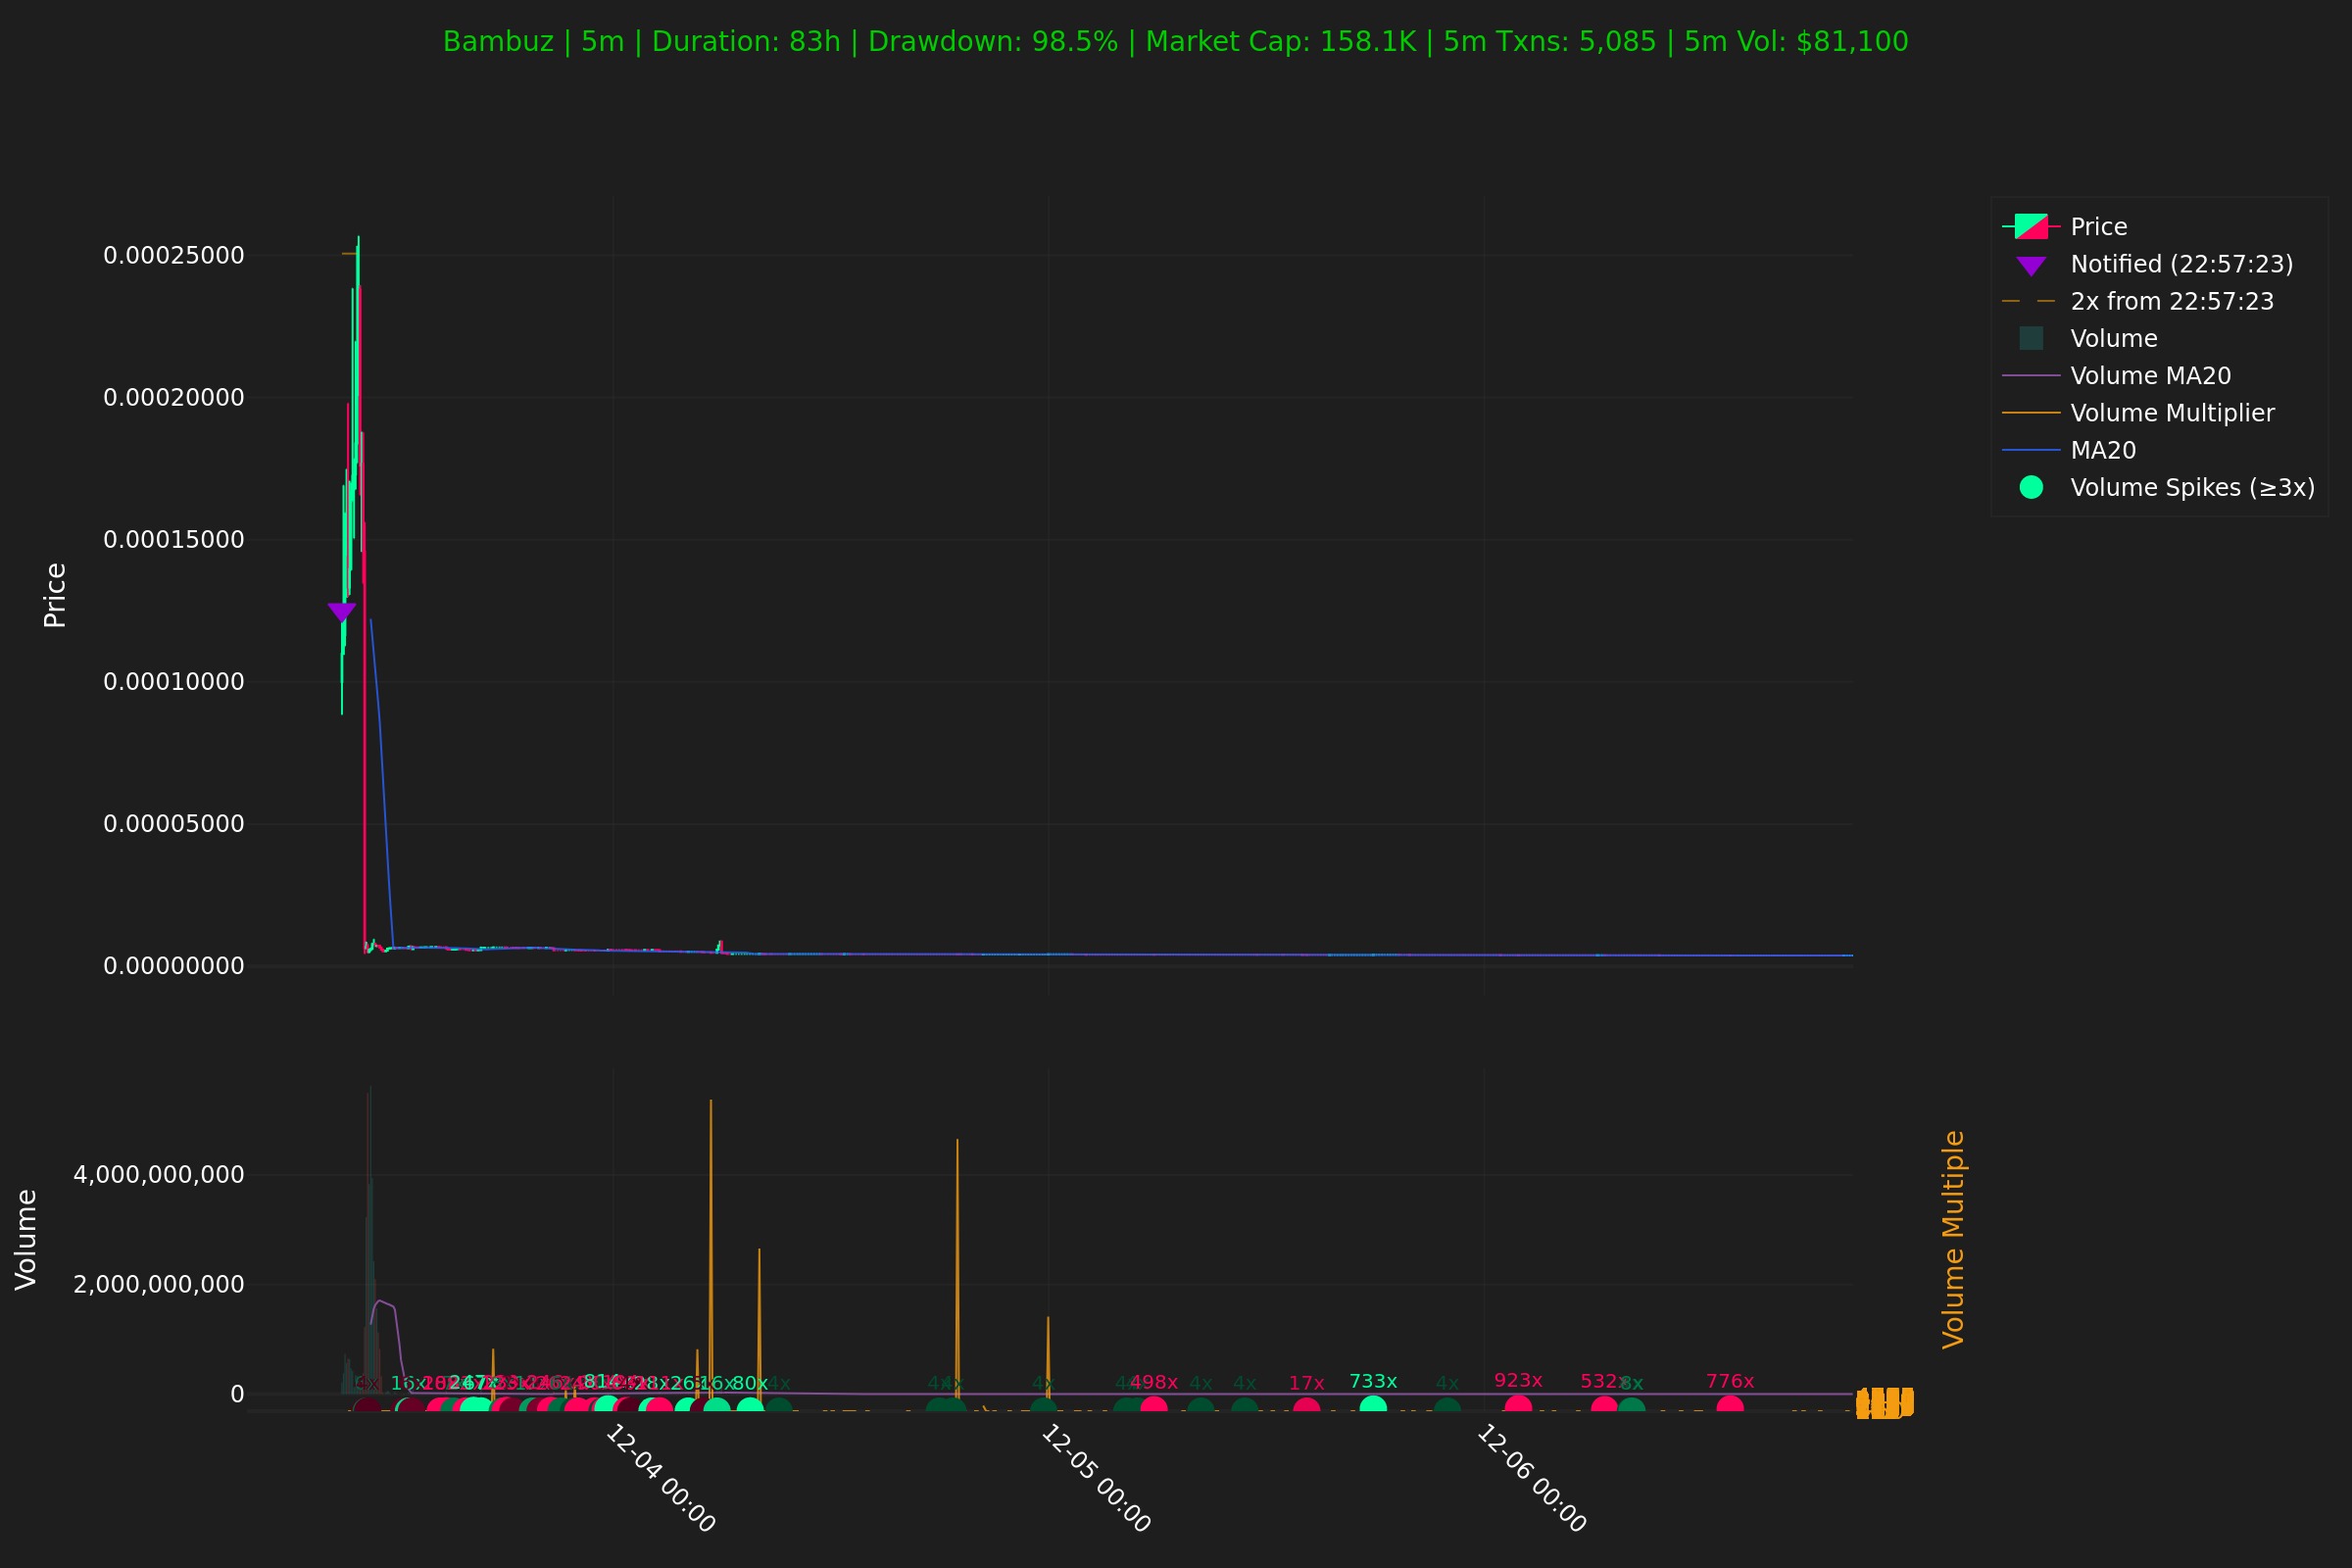 Bambuz | 5m | Duration: 83h | Drawdown: 98.5% | Market Cap: 158.1K | 5m Txns: 5,085 | 5m Vol: $81,100
Price
Notified (22:57:23)
2x from 22:57:23
Volume
Volume MA20
Volume Multiplier
MA20
Volume Spikes (≥3x)
Price
0.00025000
0.00020000
0.00015000
0.00010000
0.00005000
0.00000000
Volume
4,000,000,000
2,000,000,000
0
Volume Multiple
4x
16x
28x
16x
80x
4x
4x
4x
498x
4x
4x
17x
733x
4x
923x
532x
8x
776x
12-04 00:00
12-05 00:00
12-06 00:00